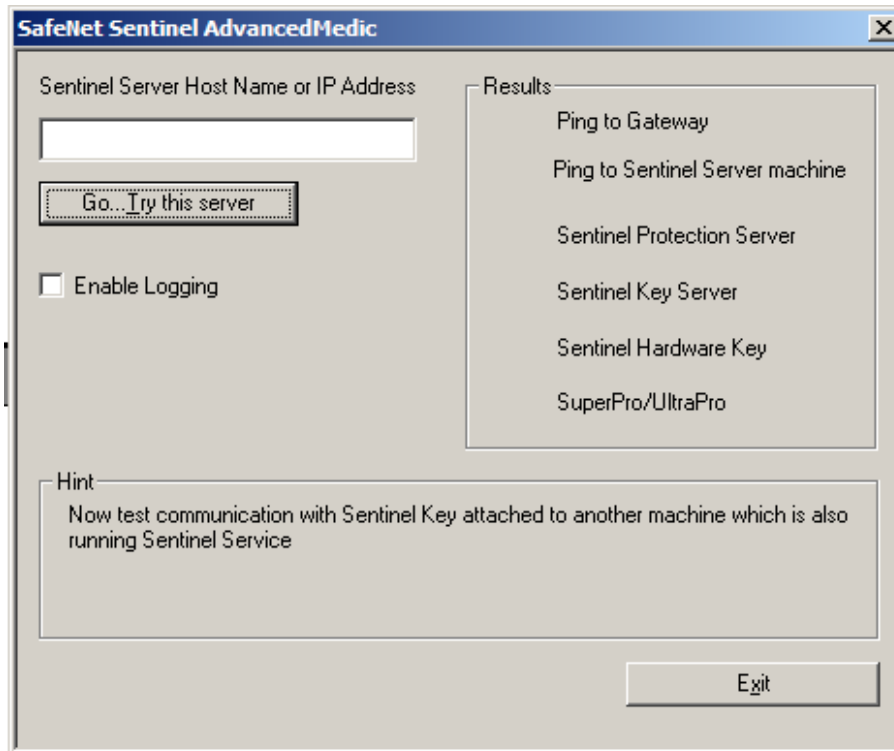 SafeNet Sentinel AdvancedMedic
Sentinel Server Host Name or IP Address
Go...Try this server
Enable Logging
Results
Ping to Gateway
Ping to Sentinel Server machine
Sentinel Protection Server
Sentinel Key Server
Sentinel Hardware Key
SuperPro/UltraPro
Hint
Now test communication with Sentinel Key attached to another machine which is also
running Sentinel Service
Exit